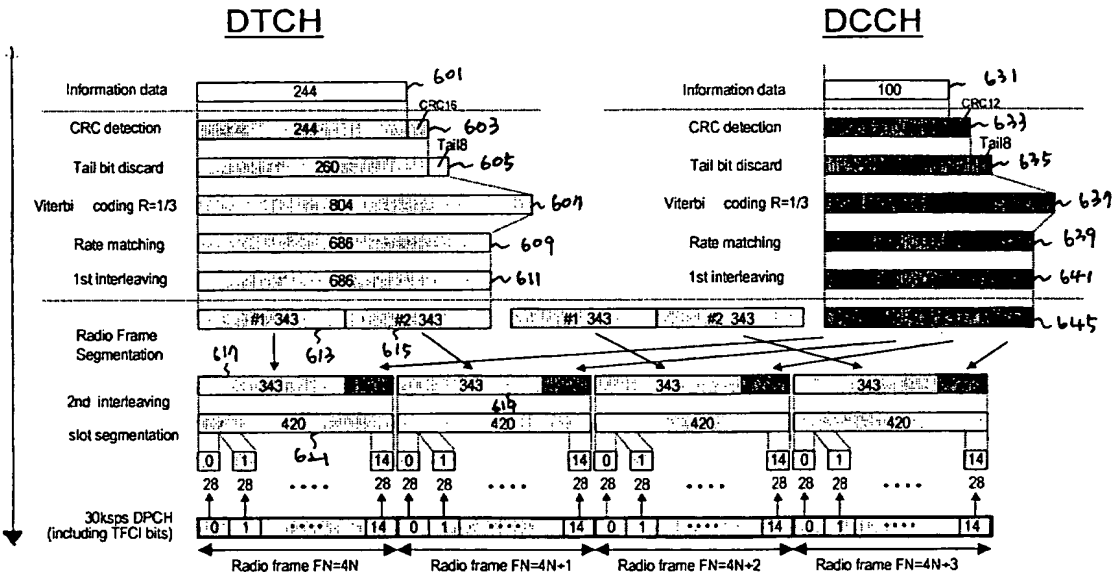 DTCH DCCH
Information data 244 601 Information data 100 631
CRC16 CRC12
CRC detection 244 603 CRC detection 633
Tail8 Tail8
Tail bit discard 260 605 Tail bit discard 635
Viterbi coding R=1/3 804 607 Viterbi coding R=1/3 637
Rate matching 686 609 Rate matching 639
1st interleaving 686 611 1st interleaving 641
#1 343 #2 343 #1 343 #2 343 645
Radio Frame
Segmentation
617 613 615
343 343 343 343
2nd interleaving 619
420 420 420 420
slot segmentation 621
0 1 14 0 1 14 0 1 14 0 1 14
28 28 •••• 28 28 28 •••• 28 28 28 •••• 28 28 28 •••• 28
30ksps DPCH
(including TFCI bits)
0 1 •••• 14 0 1 •••• 14 0 1 •••• 14 0 1 •••• 14
Radio frame FN=4N Radio frame FN=4N+1 Radio frame FN=4N+2 Radio frame FN=4N+3